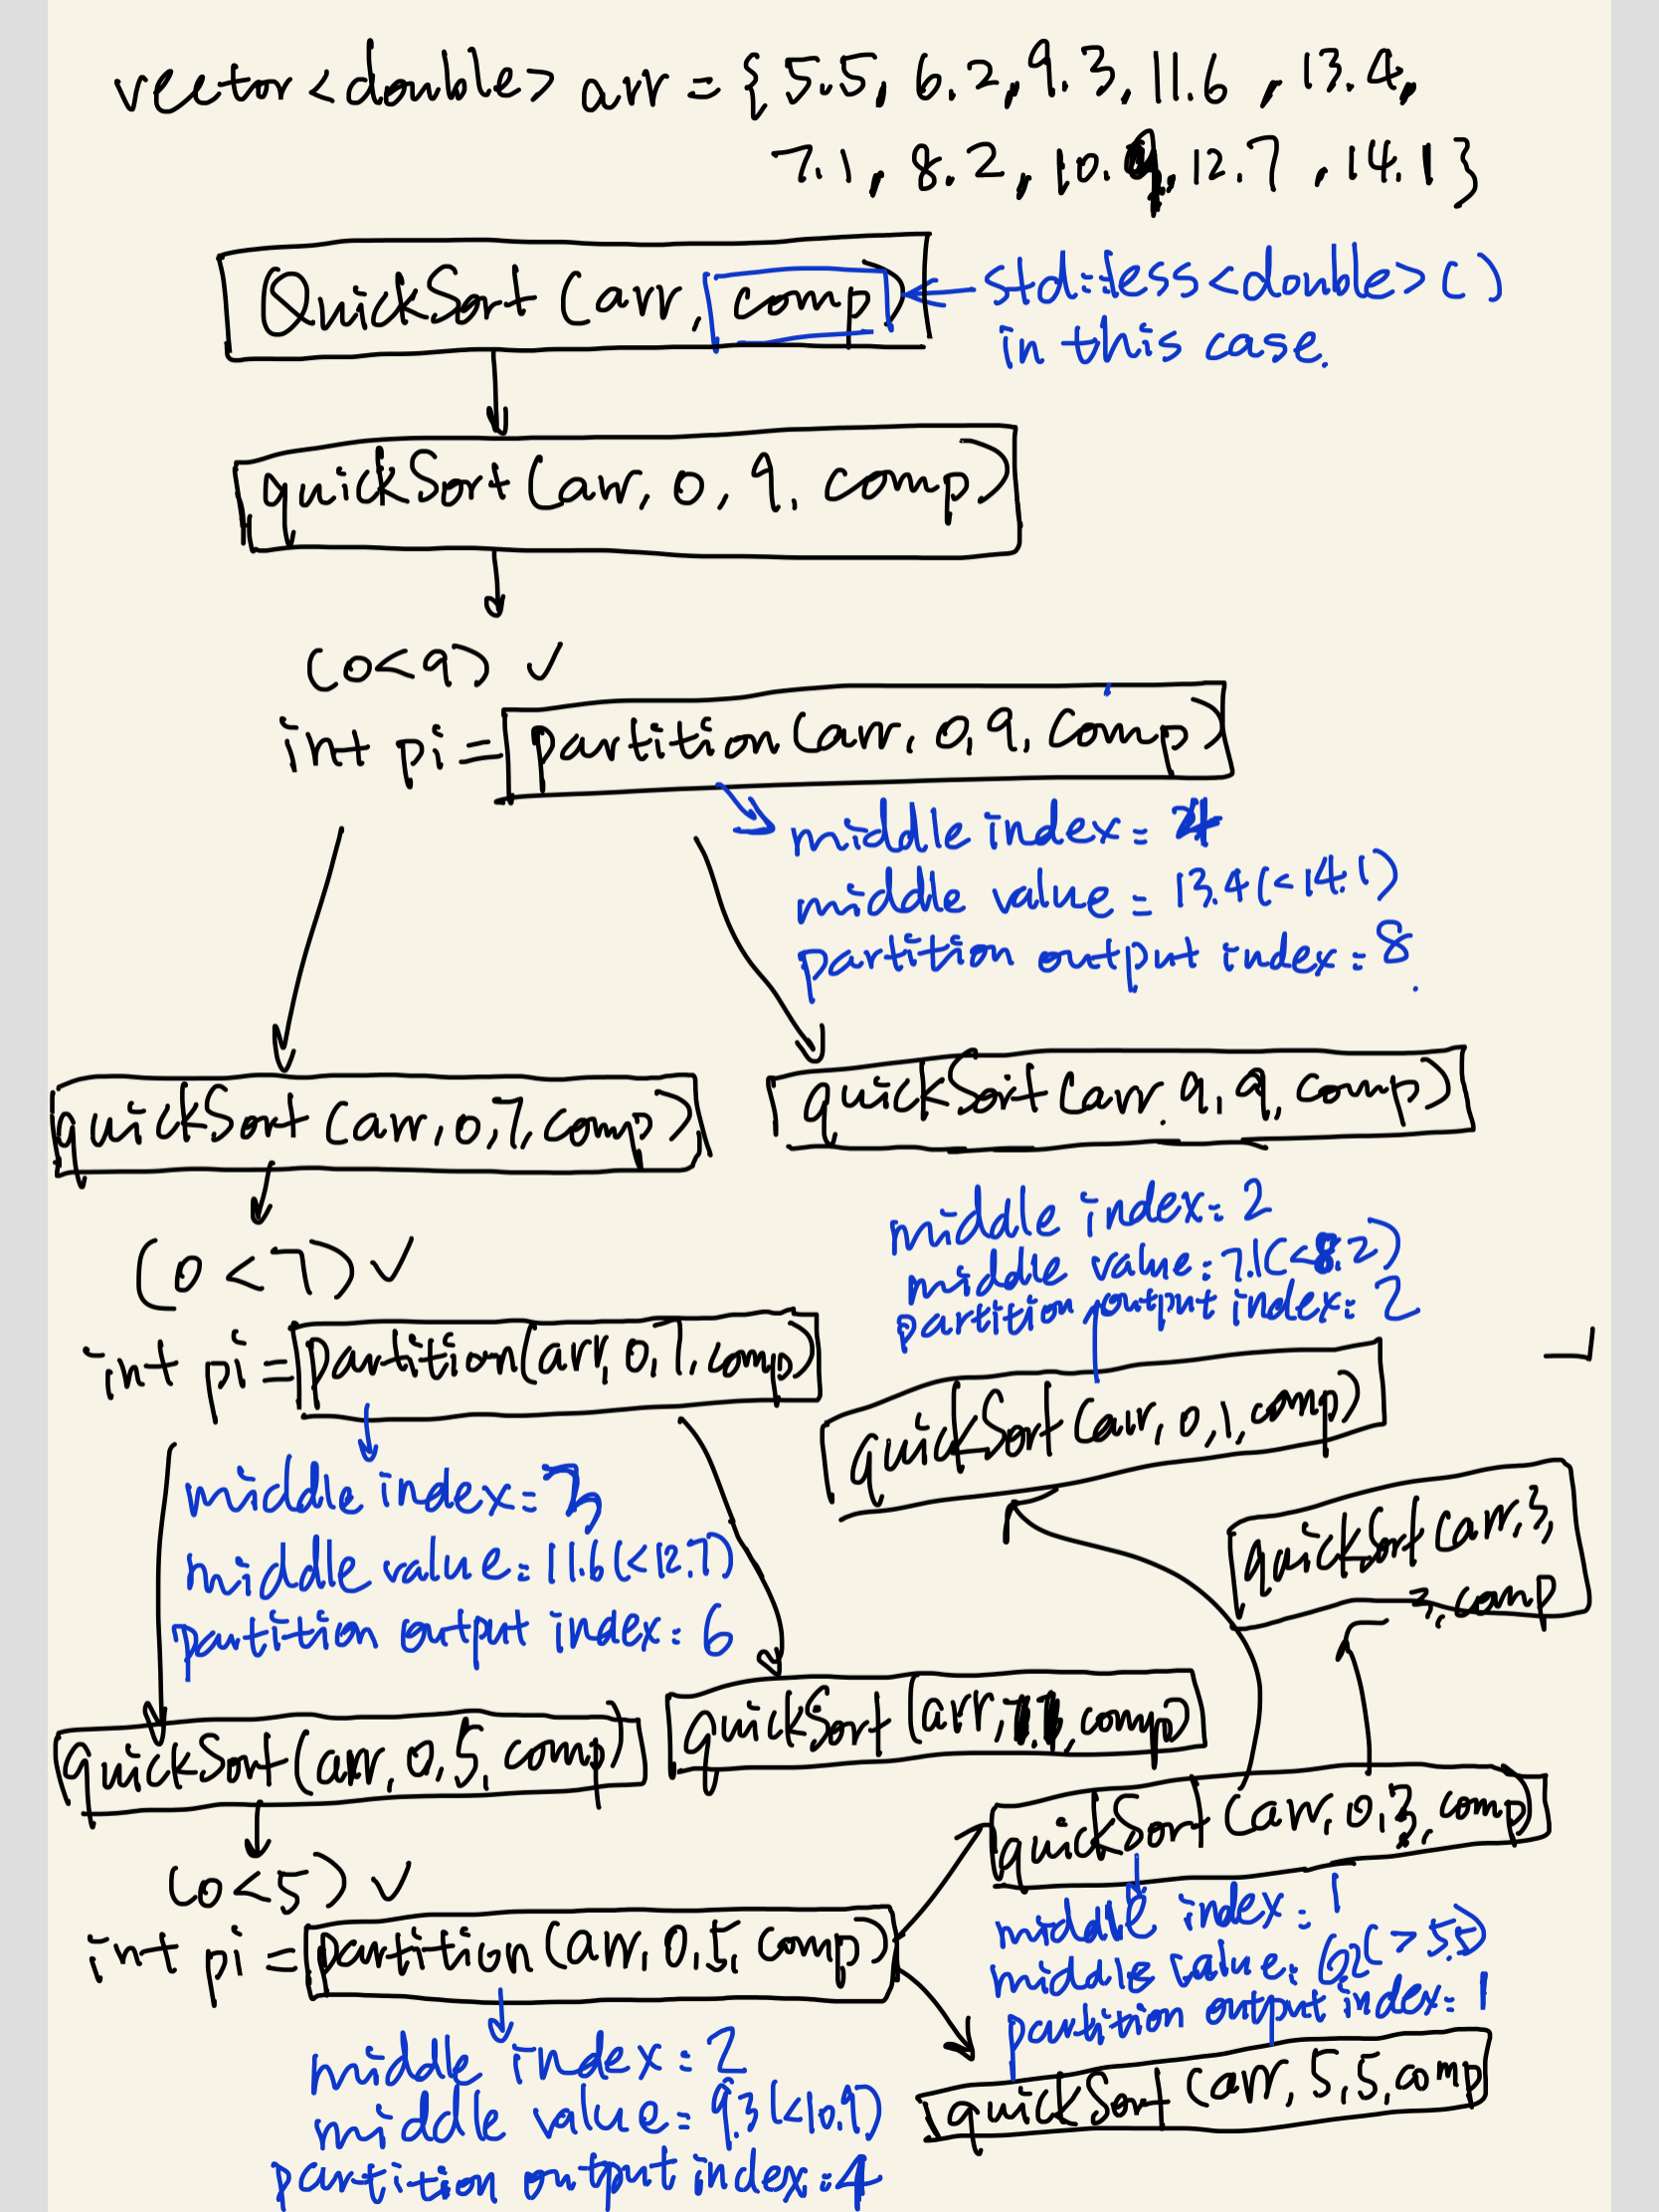 vector<double> arr = {5.5, 6.2, 9.3, 11.6, 13.4,
7.1, 8.2, 10.9, 12.7, 14.1}
QuickSort(arr, comp)
std::less<double>()
in this case.
quickSort(arr, 0, 9, comp)
(0<9) ✓
int pi = partition(arr, 0, 9, comp)
middle index: 4
middle value = 13.4(<14.1)
partition output index: 8.
quickSort(arr, 0, 7, comp)
quickSort(arr. 9, 9, comp)
(0<7) ✓
int pi = partition(arr, 0, 7, comp)
middle index: 3
middle value: 11.6(<12.7)
partition output index: 6
middle index: 2
middle value: 7.1(<8.2)
partition output index: 2
quickSort(arr, 0, 1, comp)
quickSort(arr, 3,
3, comp
quickSort(arr, 0, 5, comp)
quickSort(arr, comp)
(0<5) ✓
int pi = partition(arr, 0, 5, comp)
middle index: 2
middle value: 9.3(<10.9)
partition output index: 4
quickSort(arr, 0, 3, comp)
middle index: 1
middle value: 6.2(>5.5)
partition output index: 1
quickSort(arr, 5, 5, comp